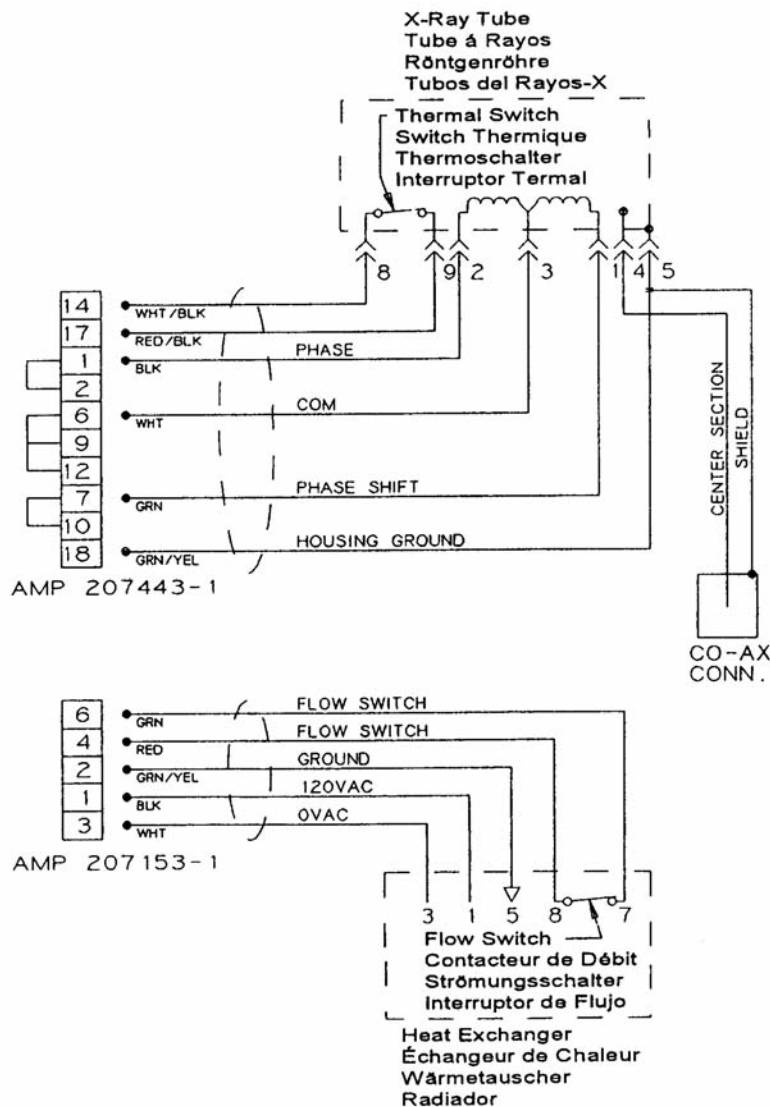 X-Ray Tube
Tube á Rayos
Röntgenröhre
Tubos del Rayos-X
Thermal Switch
Switch Thermique
Thermoschalter
Interruptor Termal
8
9
2
3
1
4
5
14
WHT/BLK
17
RED/BLK
1
BLK
PHASE
2
6
WHT
COM
9
12
7
GRN
PHASE SHIFT
10
18
GRN/YEL
HOUSING GROUND
AMP 207443-1
CENTER SECTION
SHIELD
CO-AX
CONN.
6
GRN
FLOW SWITCH
4
RED
FLOW SWITCH
2
GRN/YEL
GROUND
1
BLK
120VAC
3
WHT
0VAC
AMP 207153-1
3
1
5
8
7
Flow Switch
Contacteur de Débit
Strömungsschalter
Interruptor de Flujo
Heat Exchanger
Échangeur de Chaleur
Wärmetauscher
Radiador